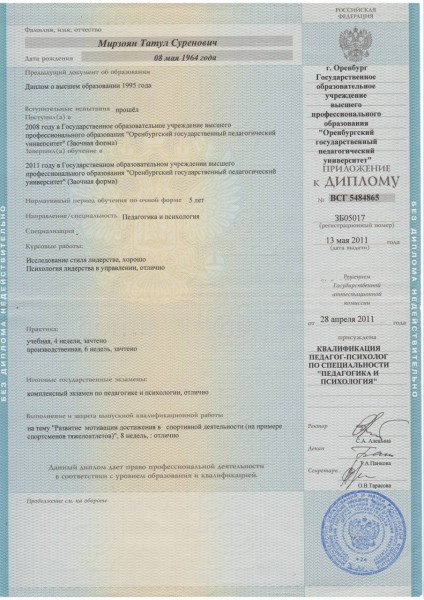 РОССИЙСКАЯ
ФЕДЕРАЦИЯ
Фамилия, имя, отчество
Мирзоян Татул Суренович
Дата рождения
08 мая 1964 года
Предыдущий документ об образовании
Диплом о высшем образовании 1995 года
Вступительные испытания прошёл
Поступил(а) в
2008 году в Государственное образовательное учреждение высшего
профессионального образования "Оренбургский государственный педагогический
университет" (Заочная форма)
Завершил(а) обучение в
2011 году в Государственном образовательном учреждении высшего
профессионального образования "Оренбургский государственный педагогический
университет" (Заочная форма)
Нормативный период обучения по очной форме 5 лет
Направление/специальность Педагогика и психология
Специализация
Курсовые работы:
Исследование стиля лидерства, хорошо
Психология лидерства в управлении, отлично
Практика:
учебная, 4 недели, зачтено
производственная, 6 недель, зачтено
Итоговые государственные экзамены:
комплексный экзамен по педагогике и психологии, отлично
Выполнение и защита выпускной квалификационной работы
на тему "Развитие мотивации достижения в спортивной деятельности (на примере
спортсменов тяжелоатлетов)", 8 недель, : отлично
Данный диплом дает право профессиональной деятельности
в соответствии с уровнем образования и квалификацией.
Продолжение см. на обороте
г. Оренбург
Государственное
образовательное
учреждение
высшего
профессионального
образования
"Оренбургский
государственный
педагогический
университет"
ПРИЛОЖЕНИЕ
к ДИПЛОМУ
№ ВСГ 5484865
ЗБ05017
(регистрационный номер)
13 мая 2011 года
(дата выдачи)
Решением
Государственной
аттестационной
комиссии
от 28 апреля 2011 года
присуждена
КВАЛИФИКАЦИЯ
ПЕДАГОГ-ПСИХОЛОГ
ПО СПЕЦИАЛЬНОСТИ
"ПЕДАГОГИКА И
ПСИХОЛОГИЯ"
Ректор
С.А. Алешина
Декан
Секретарь
О.В.Тарасова
БЕЗ ДИПЛОМА НЕДЕЙСТВИТЕЛЬНО
БЕЗ ДИПЛОМА НЕДЕЙСТВИТЕЛЬНО